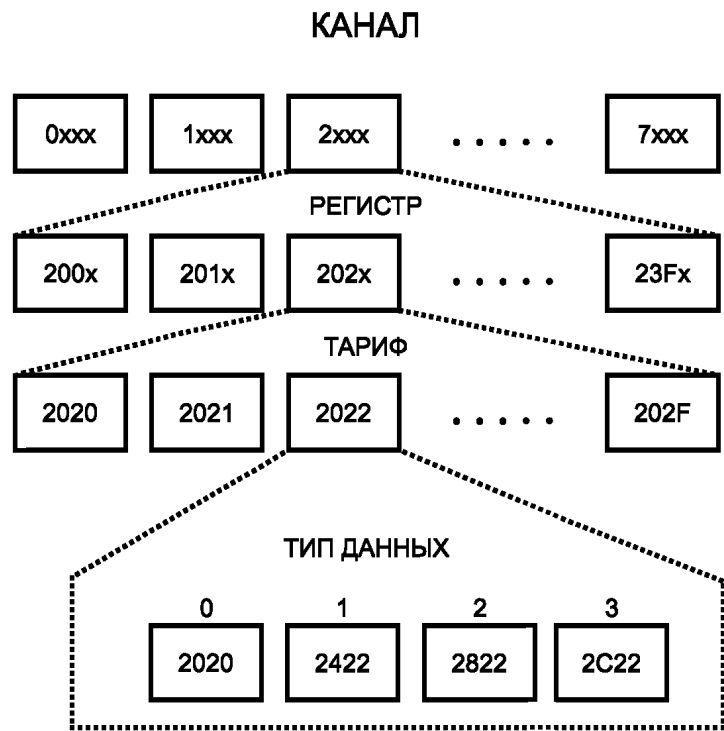 КАНАЛ
0xxx 1xxx 2xxx ..... 7xxx
РЕГИСТР
200x 201x 202x ..... 23Fx
ТАРИФ
2020 2021 2022 ..... 202F
ТИП ДАННЫХ
0 1 2 3
2020 2422 2822 2C22